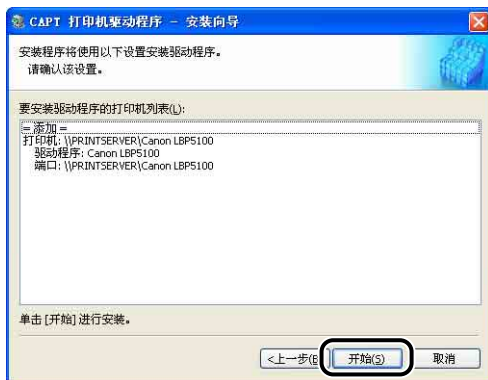 CAPT 打印机驱动程序 - 安装向导
安装程序将使用以下设置安装驱动程序。
请确认该设置。
要安装驱动程序的打印机列表(L):
= 添加 =
打印机: \\PRINTSERVER\Canon LBP5100
驱动程序: Canon LBP5100
端口: \\PRINTSERVER\Canon LBP5100
单击 [开始] 进行安装。
<上一步(B
开始(S)
取消